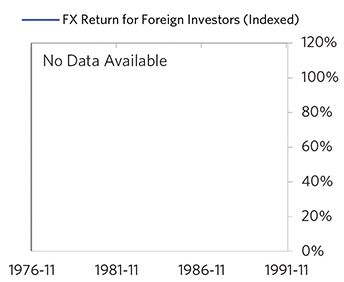 FX Return for Foreign Investors (Indexed)
No Data Available
120%
100%
80%
60%
40%
20%
0%
1976-11 1981-11 1986-11 1991-11